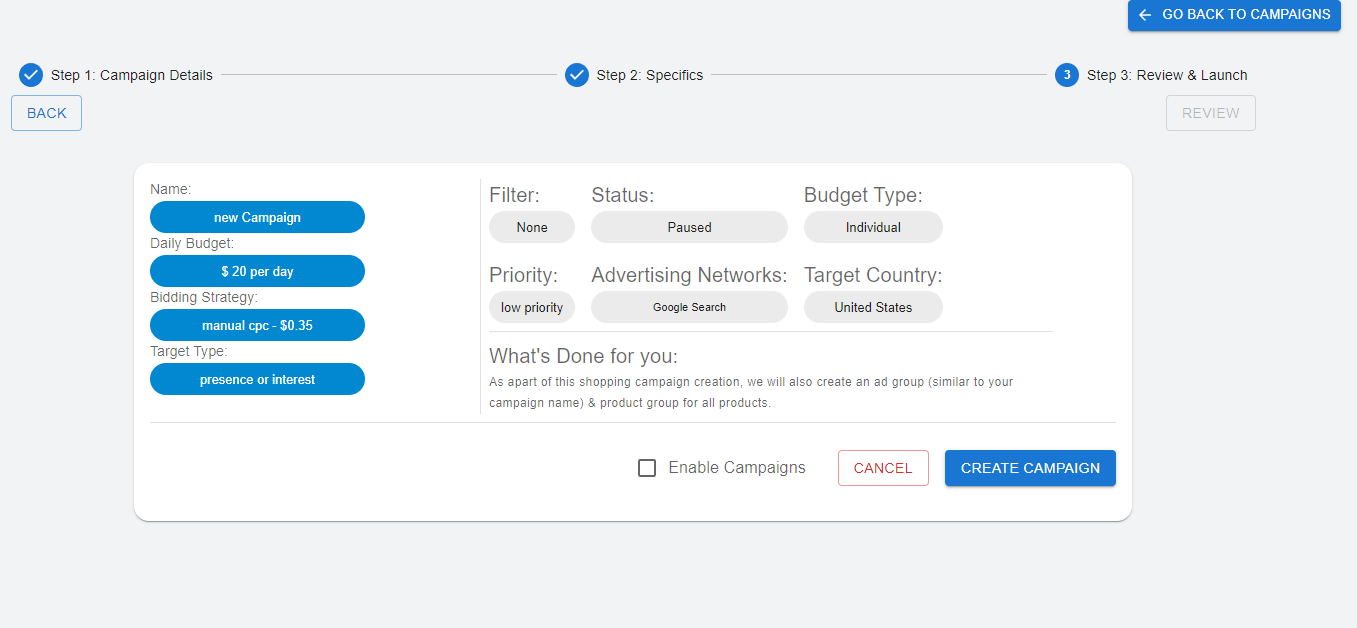 GO BACK TO CAMPAIGNS
Step 1: Campaign Details
Step 2: Specifics
3 Step 3: Review & Launch
BACK
REVIEW
Name:
new Campaign
Daily Budget:
$ 20 per day
Bidding Strategy:
manual cpc - $0.35
Target Type:
presence or interest
Filter: Status: Budget Type:
None Paused Individual
Priority: Advertising Networks: Target Country:
low priority Google Search United States
What's Done for you:
As apart of this shopping campaign creation, we will also create an ad group (similar to your
campaign name) & product group for all products.
Enable Campaigns CANCEL CREATE CAMPAIGN